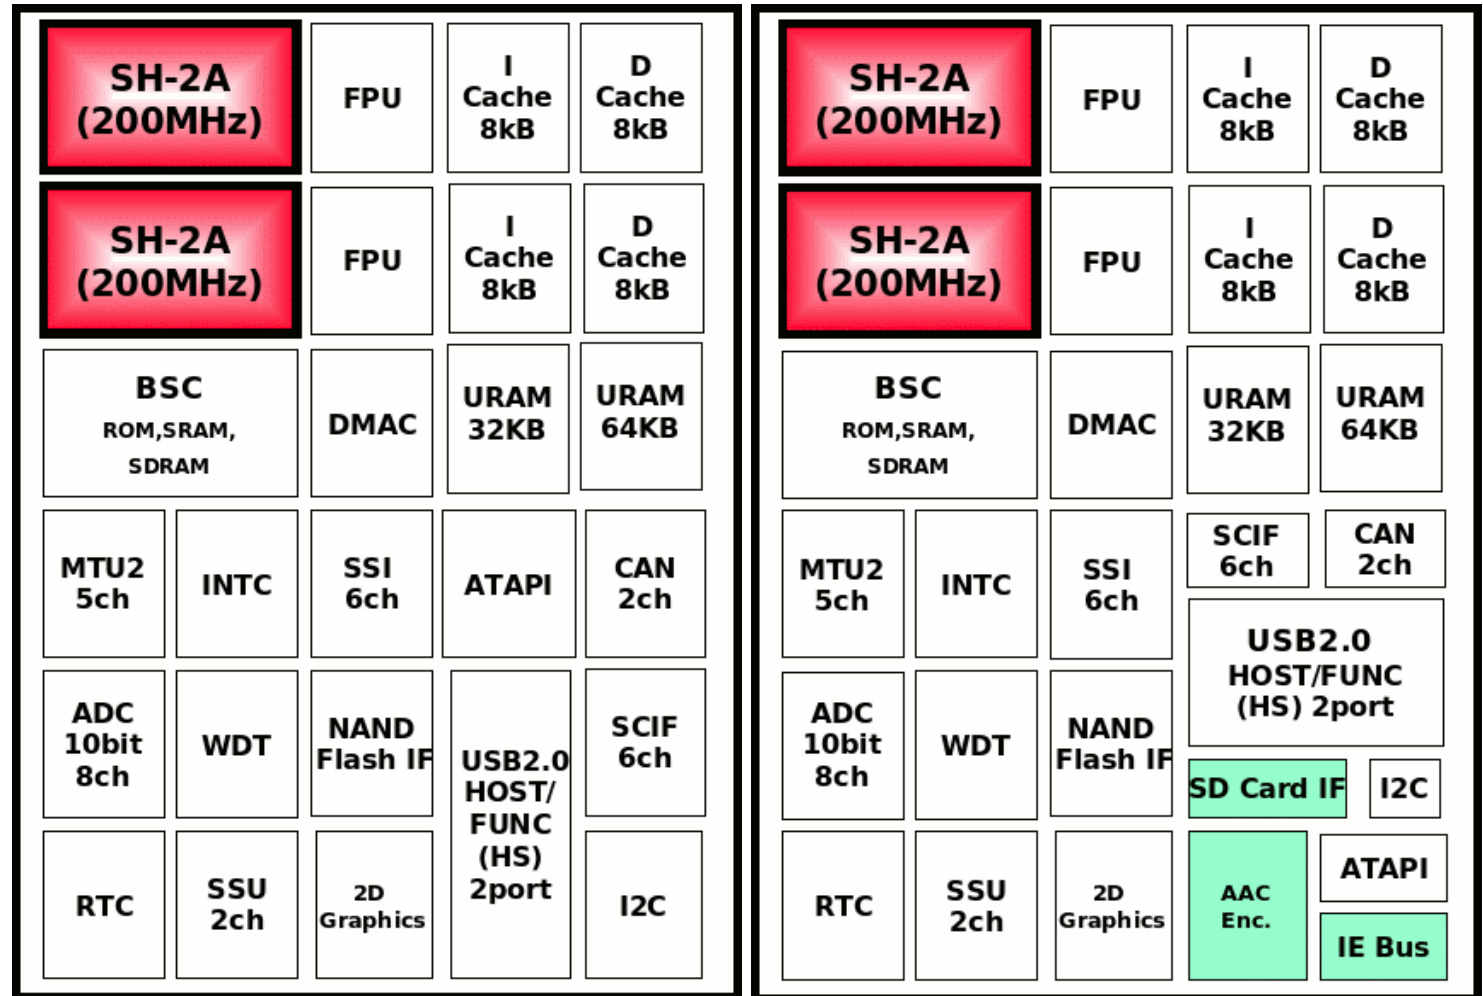 SH-2A
(200MHz)
FPU
I
Cache
8kB
D
Cache
8kB
SH-2A
(200MHz)
FPU
I
Cache
8kB
D
Cache
8kB
BSC
ROM,SRAM,
SDRAM
DMAC
URAM
32KB
URAM
64KB
MTU2
5ch
INTC
SSI
6ch
ATAPI
CAN
2ch
ADC
10bit
8ch
WDT
NAND
Flash IF
USB2.0
HOST/
FUNC
(HS)
2port
SCIF
6ch
RTC
SSU
2ch
2D
Graphics
I2C
SH-2A
(200MHz)
FPU
I
Cache
8kB
D
Cache
8kB
SH-2A
(200MHz)
FPU
I
Cache
8kB
D
Cache
8kB
BSC
ROM,SRAM,
SDRAM
DMAC
URAM
32KB
URAM
64KB
MTU2
5ch
INTC
SSI
6ch
SCIF
6ch
CAN
2ch
USB2.0
HOST/FUNC
(HS) 2port
ADC
10bit
8ch
WDT
NAND
Flash IF
SD Card IF
I2C
RTC
SSU
2ch
2D
Graphics
AAC
Enc.
ATAPI
IE Bus